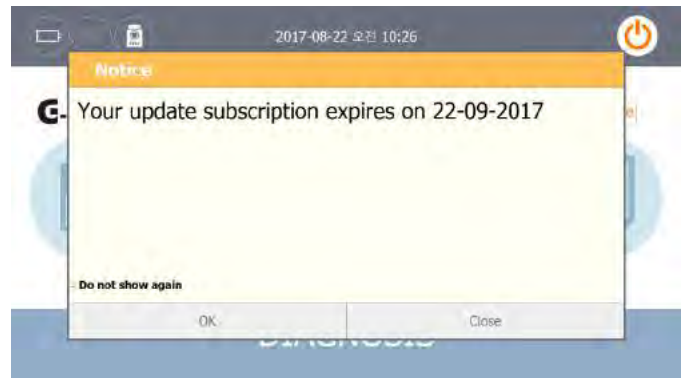 2017-08-22 오전 10:26
Notice
G-
Your update subscription expires on 22-09-2017
Do not show again
OK
Close
DIAGNOSIS